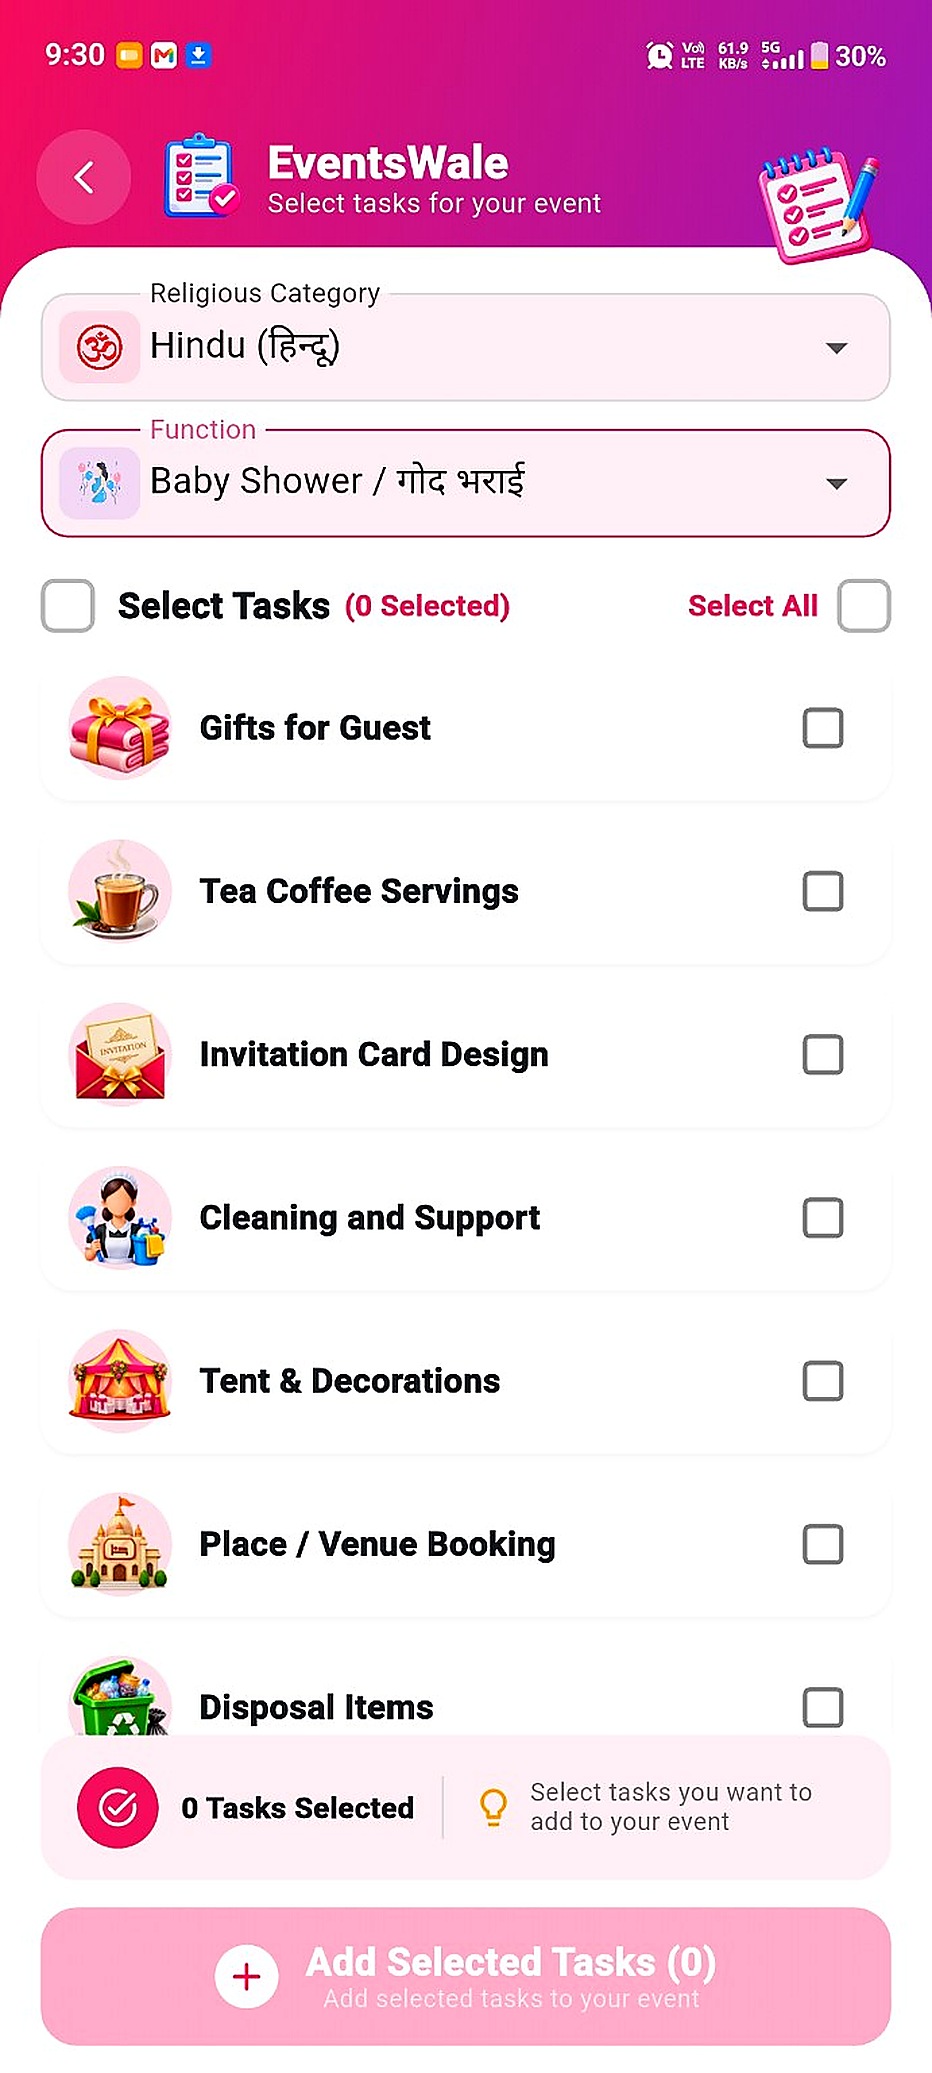 9:30
Vo) LTE 61.9 KB/s 5G 30%
EventsWale
Select tasks for your event
Religious Category
Hindu (हिन्दू)
Function
Baby Shower / गोद भराई
Select Tasks (0 Selected) Select All
Gifts for Guest
Tea Coffee Servings
INVITATION
Invitation Card Design
Cleaning and Support
Tent & Decorations
Place / Venue Booking
Disposal Items
0 Tasks Selected
Select tasks you want to
add to your event
Add Selected Tasks (0)
Add selected tasks to your event